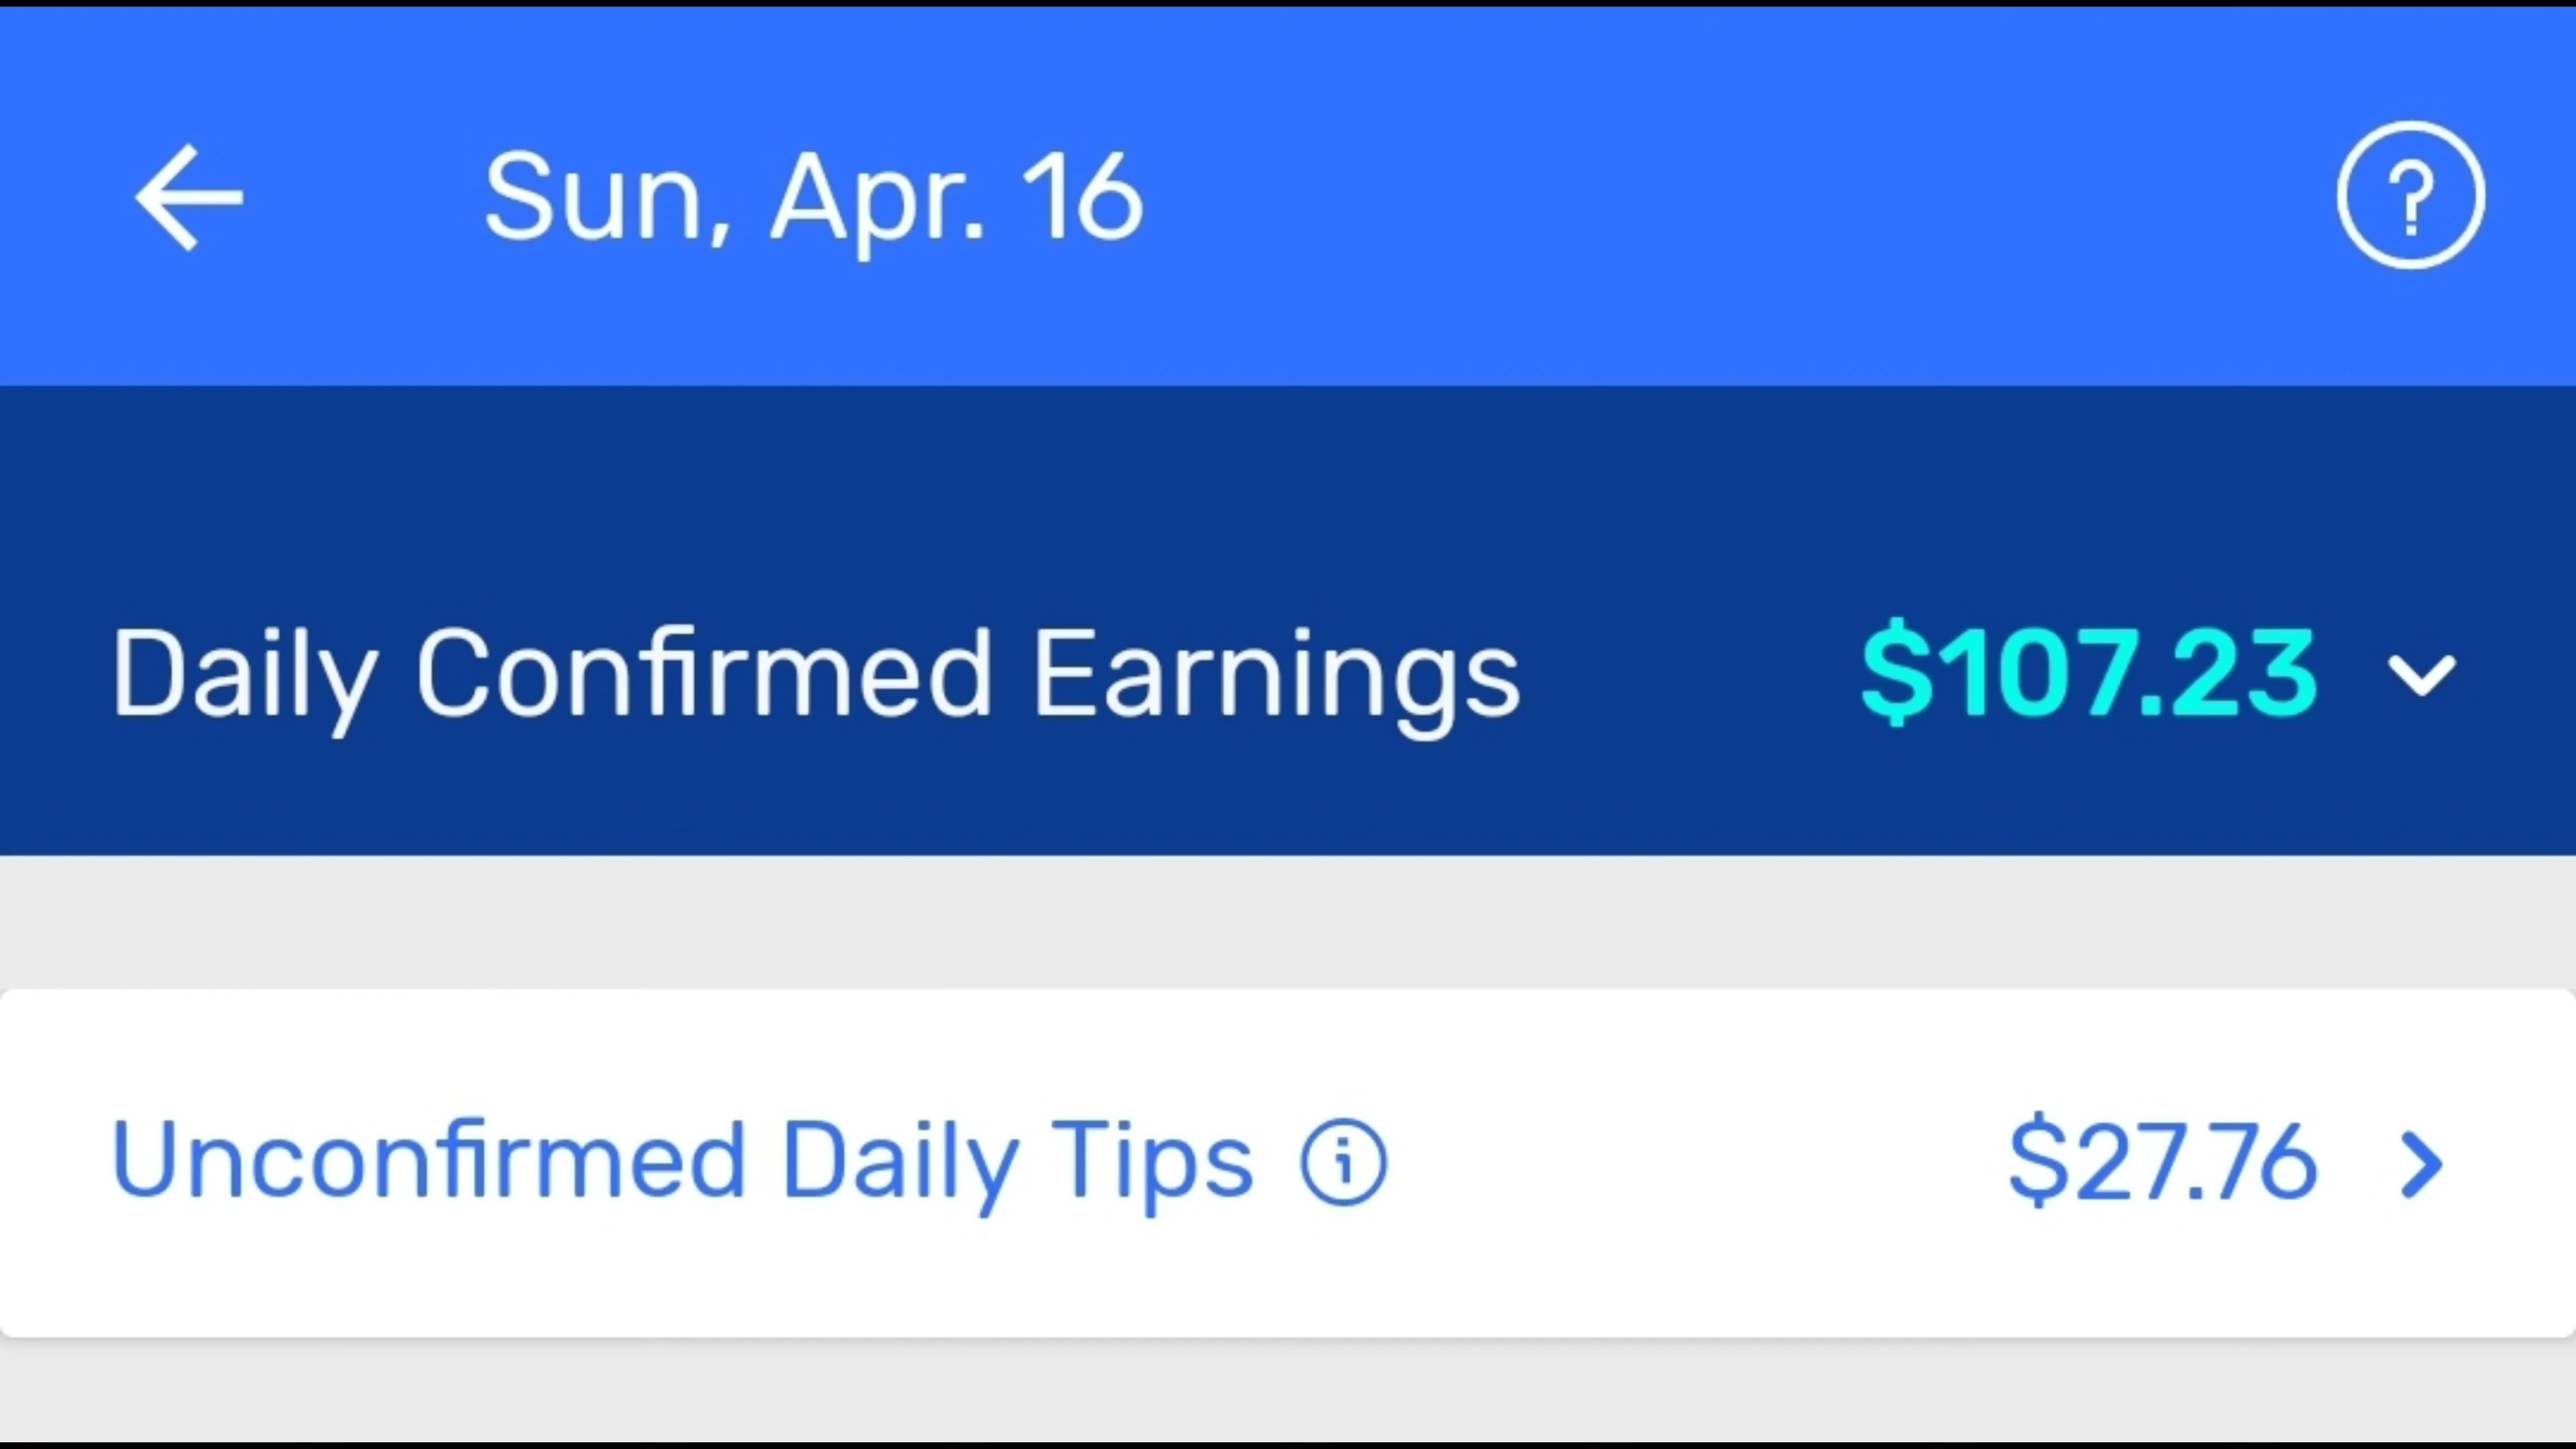 Sun, Apr. 16
Daily Confirmed Earnings $107.23
Unconfirmed Daily Tips $27.76